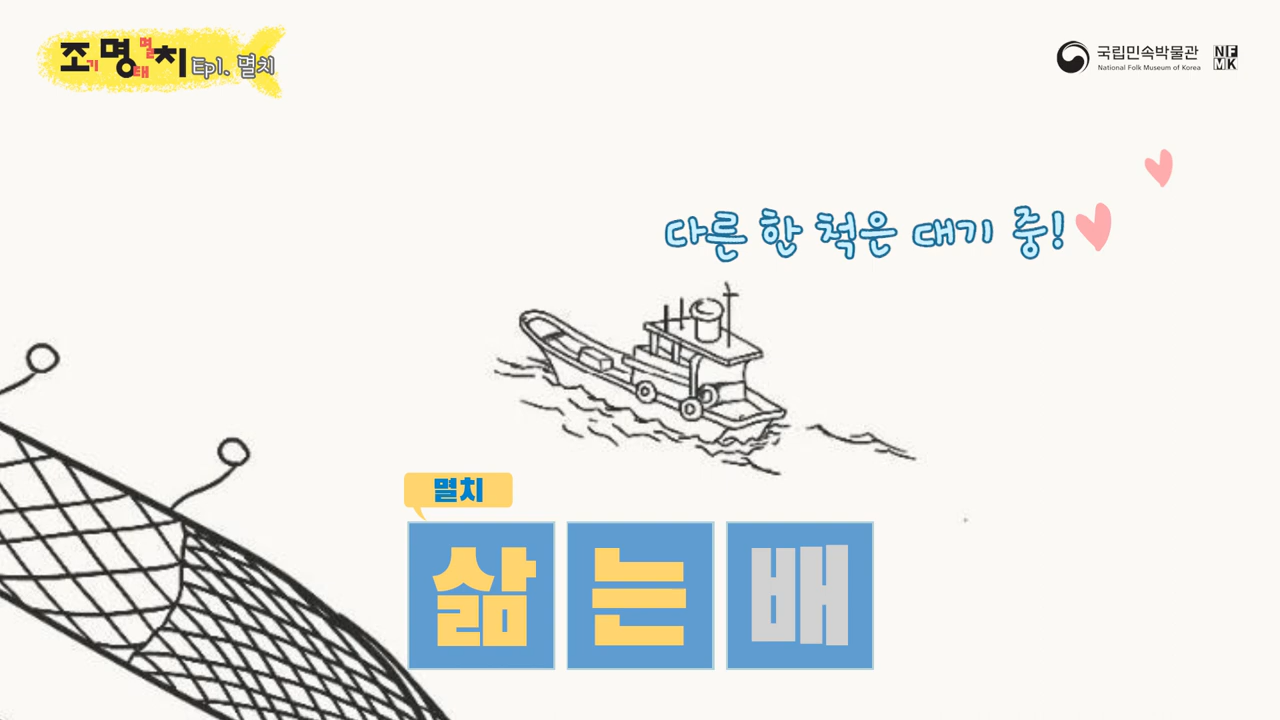 조기명태멸치 Ep1. 멸치
국립민속박물관
National Folk Museum of Korea
NF
MK
다른 한 척은 대기 중!
멸치
삶는배